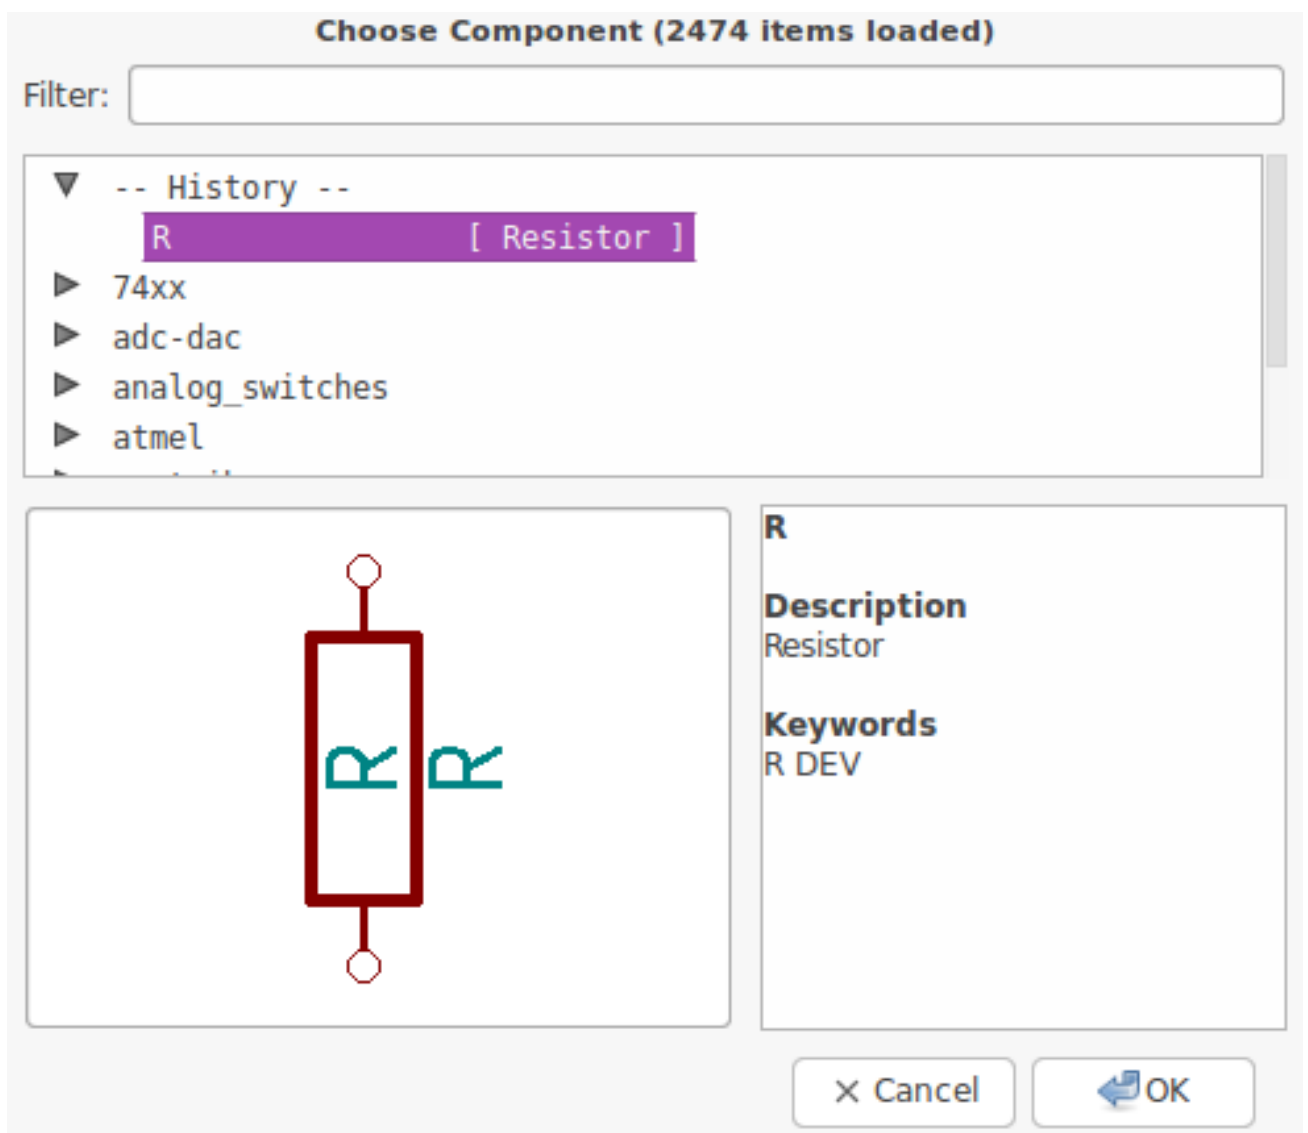 Choose Component (2474 items loaded)
Filter:
-- History --
R [ Resistor ]
74xx
adc-dac
analog_switches
atmel
R R
R
Description
Resistor
Keywords
R DEV
Cancel OK